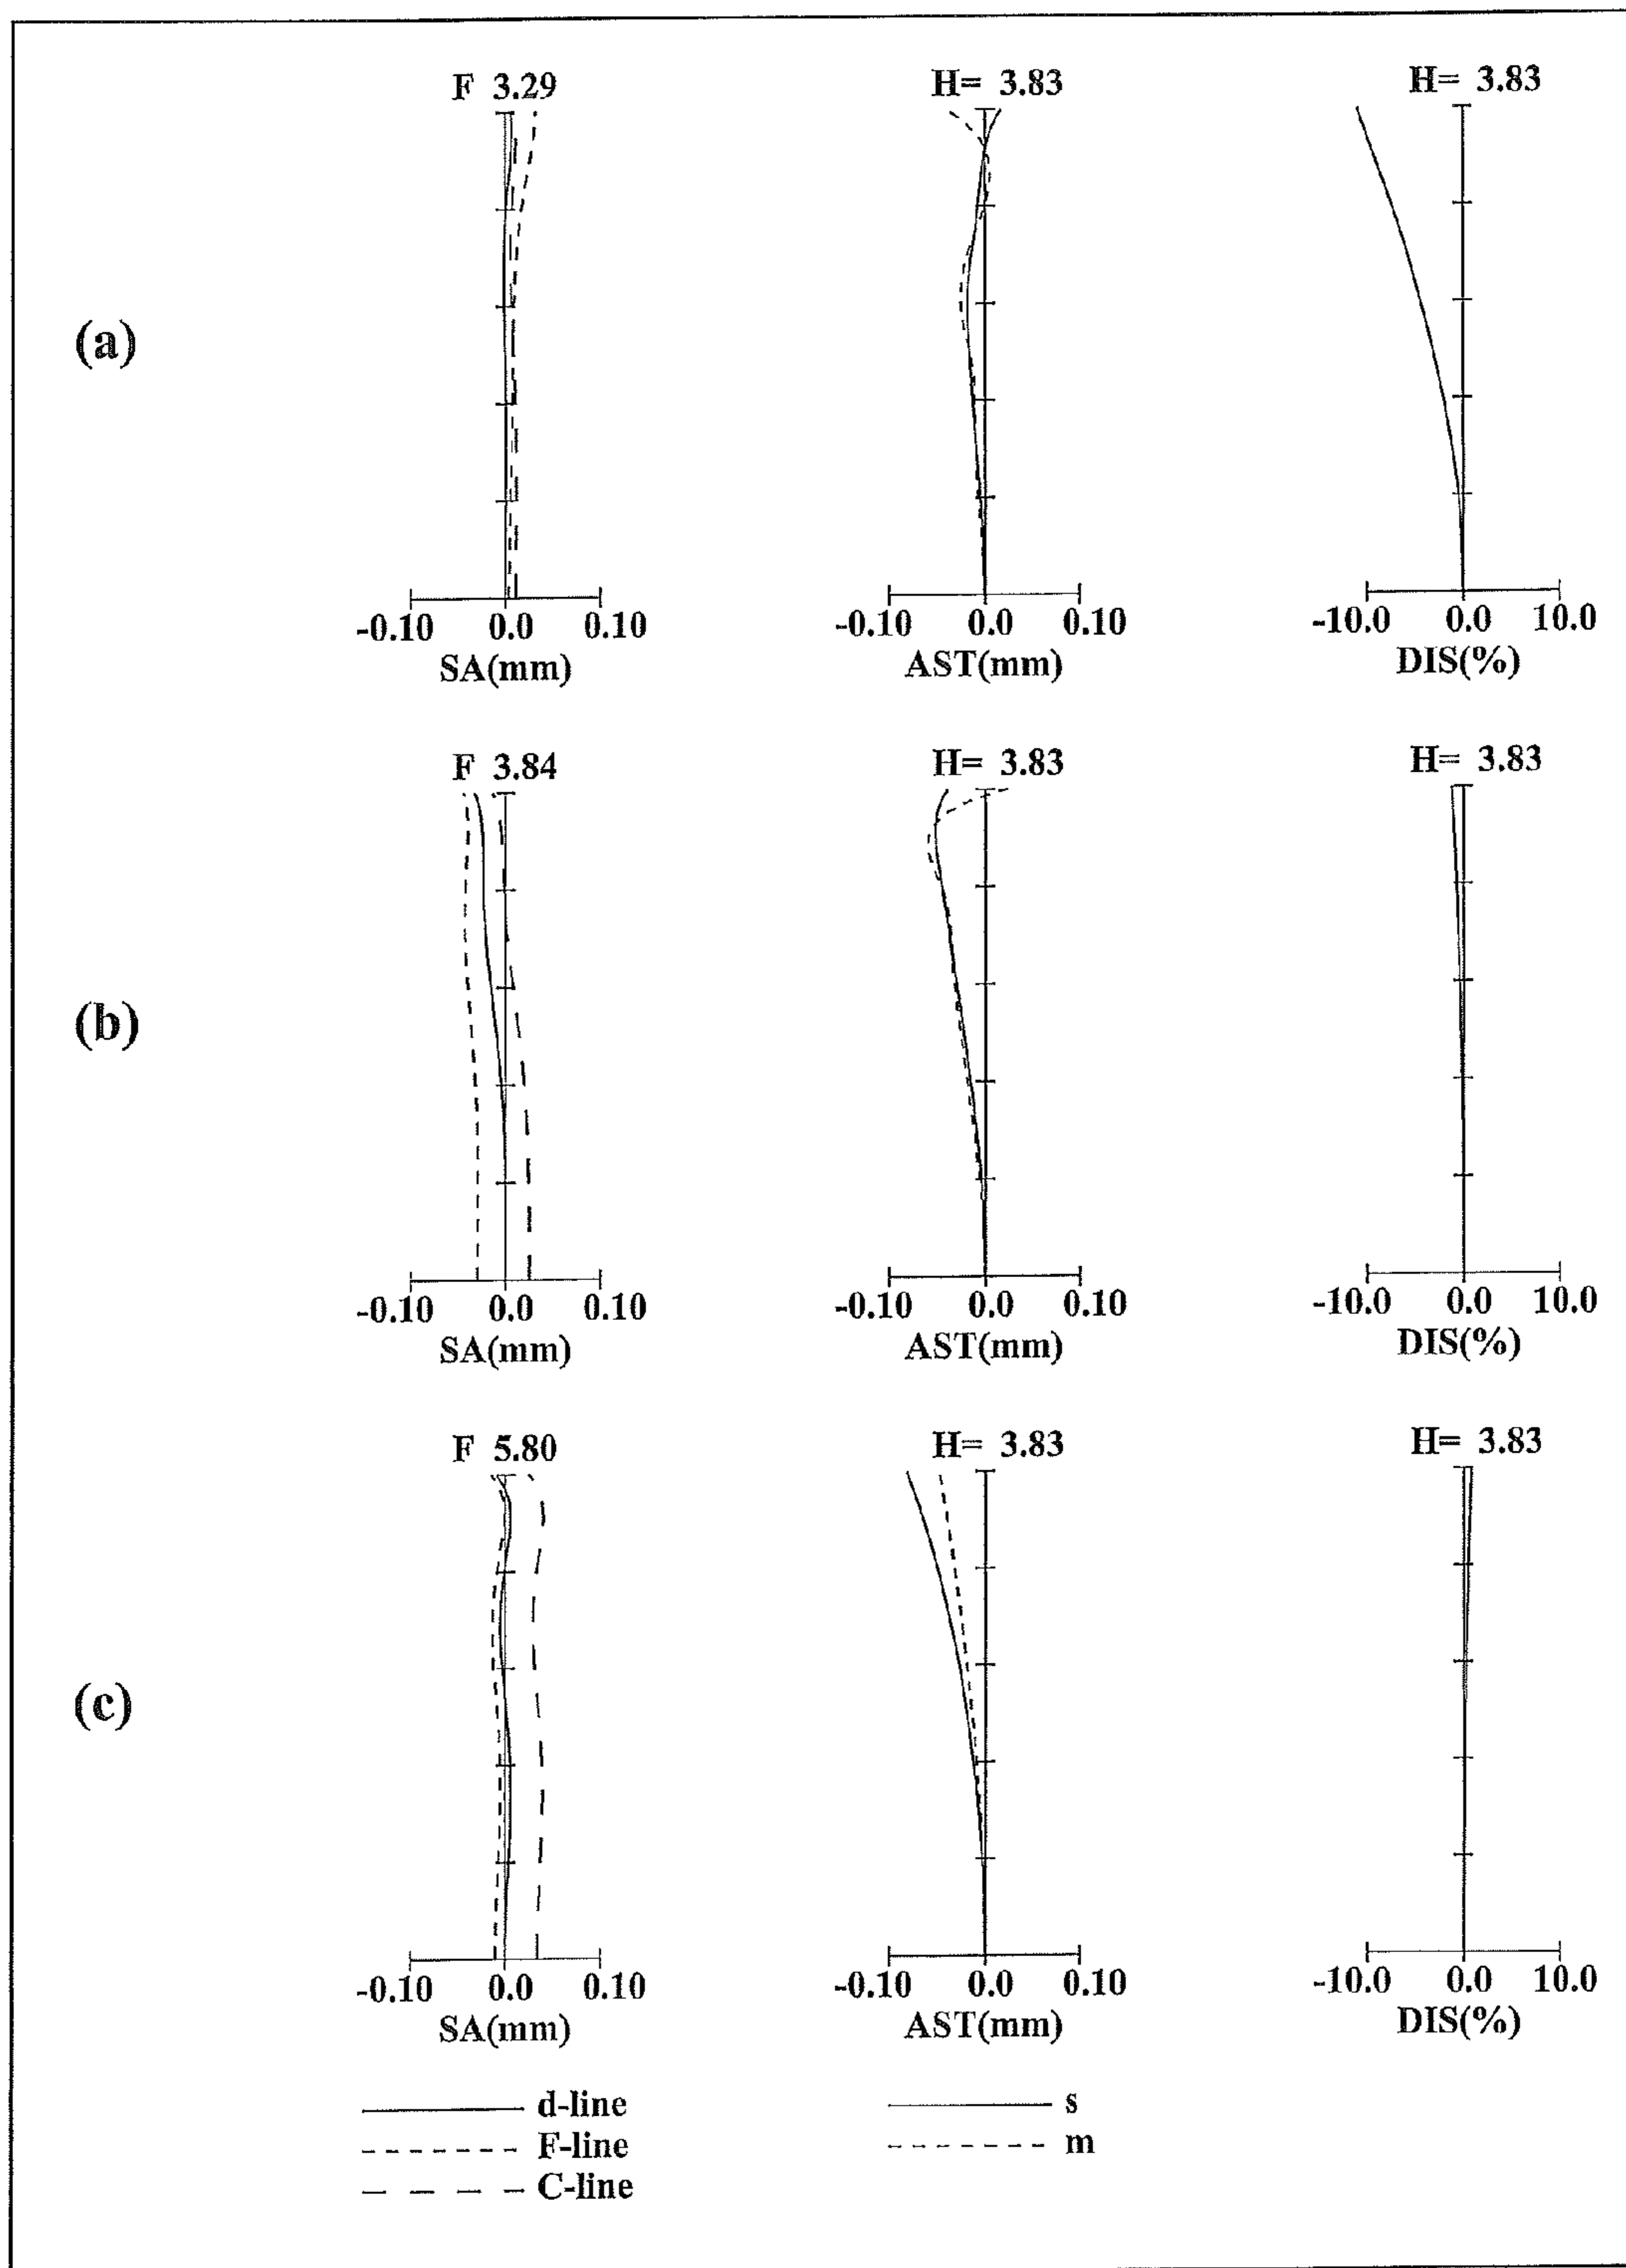 F 3.29 H= 3.83 H= 3.83
(a)
-0.10 0.0 0.10 -0.10 0.0 0.10 -10.0 0.0 10.0
SA(mm) AST(mm) DIS(%)
F 3.84 H= 3.83 H= 3.83
(b)
-0.10 0.0 0.10 -0.10 0.0 0.10 -10.0 0.0 10.0
SA(mm) AST(mm) DIS(%)
F 5.80 H= 3.83 H= 3.83
(c)
-0.10 0.0 0.10 -0.10 0.0 0.10 -10.0 0.0 10.0
SA(mm) AST(mm) DIS(%)
d-line s
F-line m
C-line